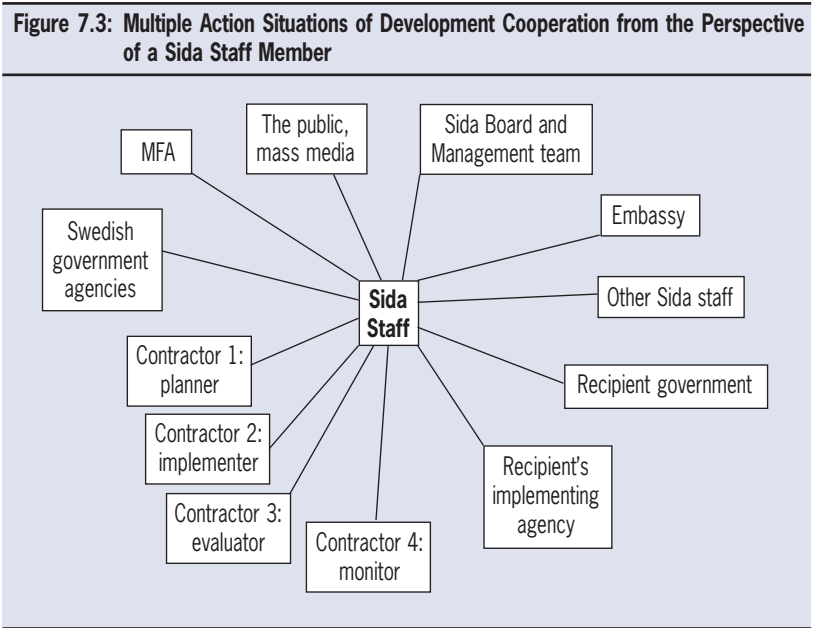 Figure 7.3: Multiple Action Situations of Development Cooperation from the Perspective
of a Sida Staff Member
The public,
mass media
Sida Board and
Management team
MFA
Embassy
Swedish
government
agencies
Other Sida staff
Sida
Staff
Contractor 1:
planner
Recipient government
Contractor 2:
implementer
Recipient's
implementing
agency
Contractor 3:
evaluator
Contractor 4:
monitor